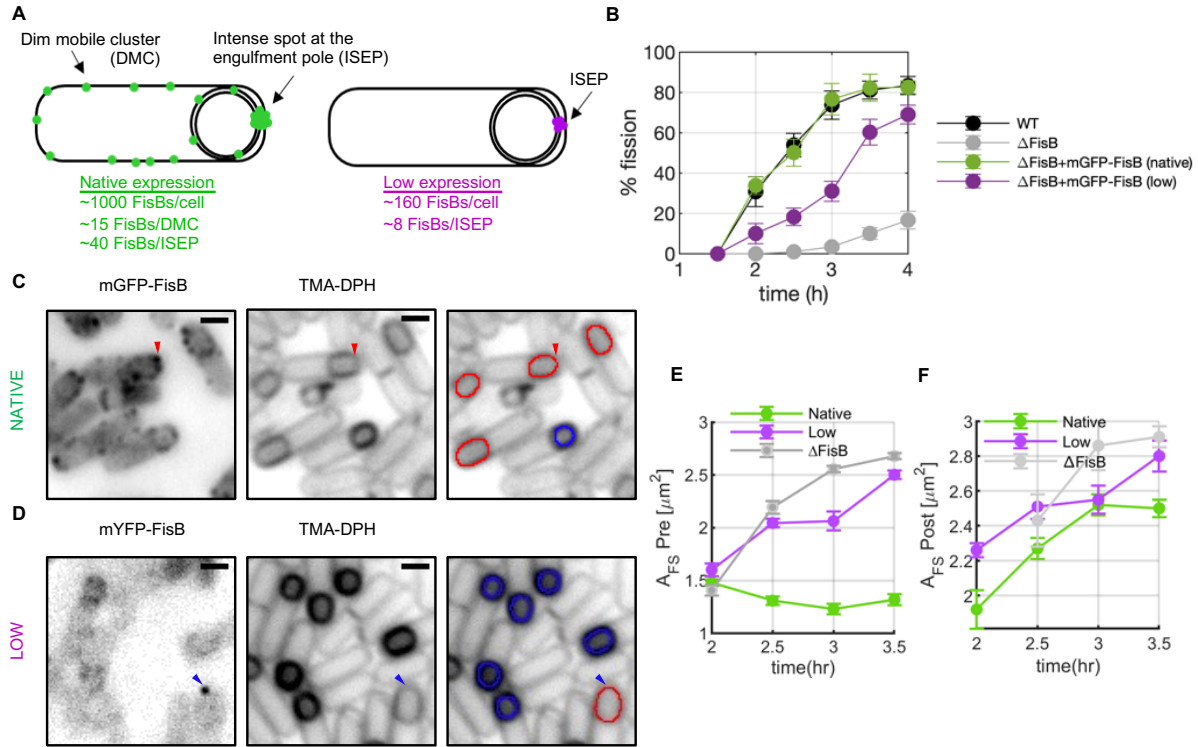 A
Dim mobile cluster
(DMC)
Intense spot at the
engulfment pole (ISEP)
ISEP
Native expression
~1000 FisBs/cell
~15 FisBs/DMC
~40 FisBs/ISEP
Low expression
~160 FisBs/cell
~8 FisBs/ISEP
B
% fission
100
80
60
40
20
0
1
2
3
4
time (h)
WT
ΔFisB
ΔFisB+mGFP-FisB (native)
ΔFisB+mGFP-FisB (low)
C
mGFP-FisB
TMA-DPH
NATIVE
D
mYFP-FisB
TMA-DPH
LOW
E
Native
Low
ΔFisB
A_FS Pre [μm²]
3
2.5
2
1.5
1
2
2.5
3
3.5
time(hr)
F
Native
Low
ΔFisB
A_FS Post [μm²]
3
2.8
2.6
2.4
2.2
2
2
2.5
3
3.5
time(hr)